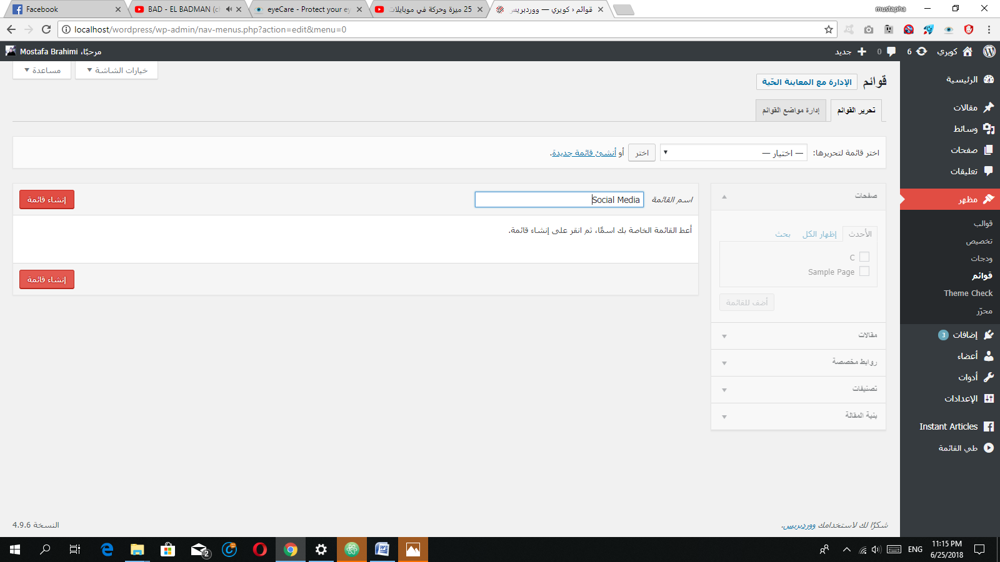 Facebook
BAD - EL BADMAN
eyeCare - Protect your ey
25 ميزة وحركة في موبايلات
قوائم ‹ كويري — ووردبريس
mustapha
localhost/wordpress/wp-admin/nav-menus.php?action=edit&menu=0
كويري
6
0
جديد
مرحبًا، Mostafa Brahimi
خيارات الشاشة
مساعدة
قوائم
الإدارة مع المعاينة الحّية
تحرير القوائم
إدارة مواضع القوائم
اختر قائمة لتحريرها:
— اختيار —
اختر
أو أنشئ قائمة جديدة.
صفحات
الأحدث
إظهار الكل
بحث
C
Sample Page
أضف للقائمة
مقالات
روابط مخصصة
تصنيفات
بنية المقالة
اسم القائمة
Social Media
إنشاء قائمة
أعط القائمة الخاصة بك اسمًا، ثم انقر على إنشاء قائمة.
إنشاء قائمة
الرئيسية
مقالات
وسائط
صفحات
تعليقات
مظهر
قوالب
تخصيص
ودجات
قوائم
Theme Check
محرّر
إضافات 3
أعضاء
أدوات
الإعدادات
Instant Articles
طي القائمة
شكرًا لك لاستخدامك ووردبريس.
النسخة 4.9.6
2
ENG
11:15 PM
6/25/2018